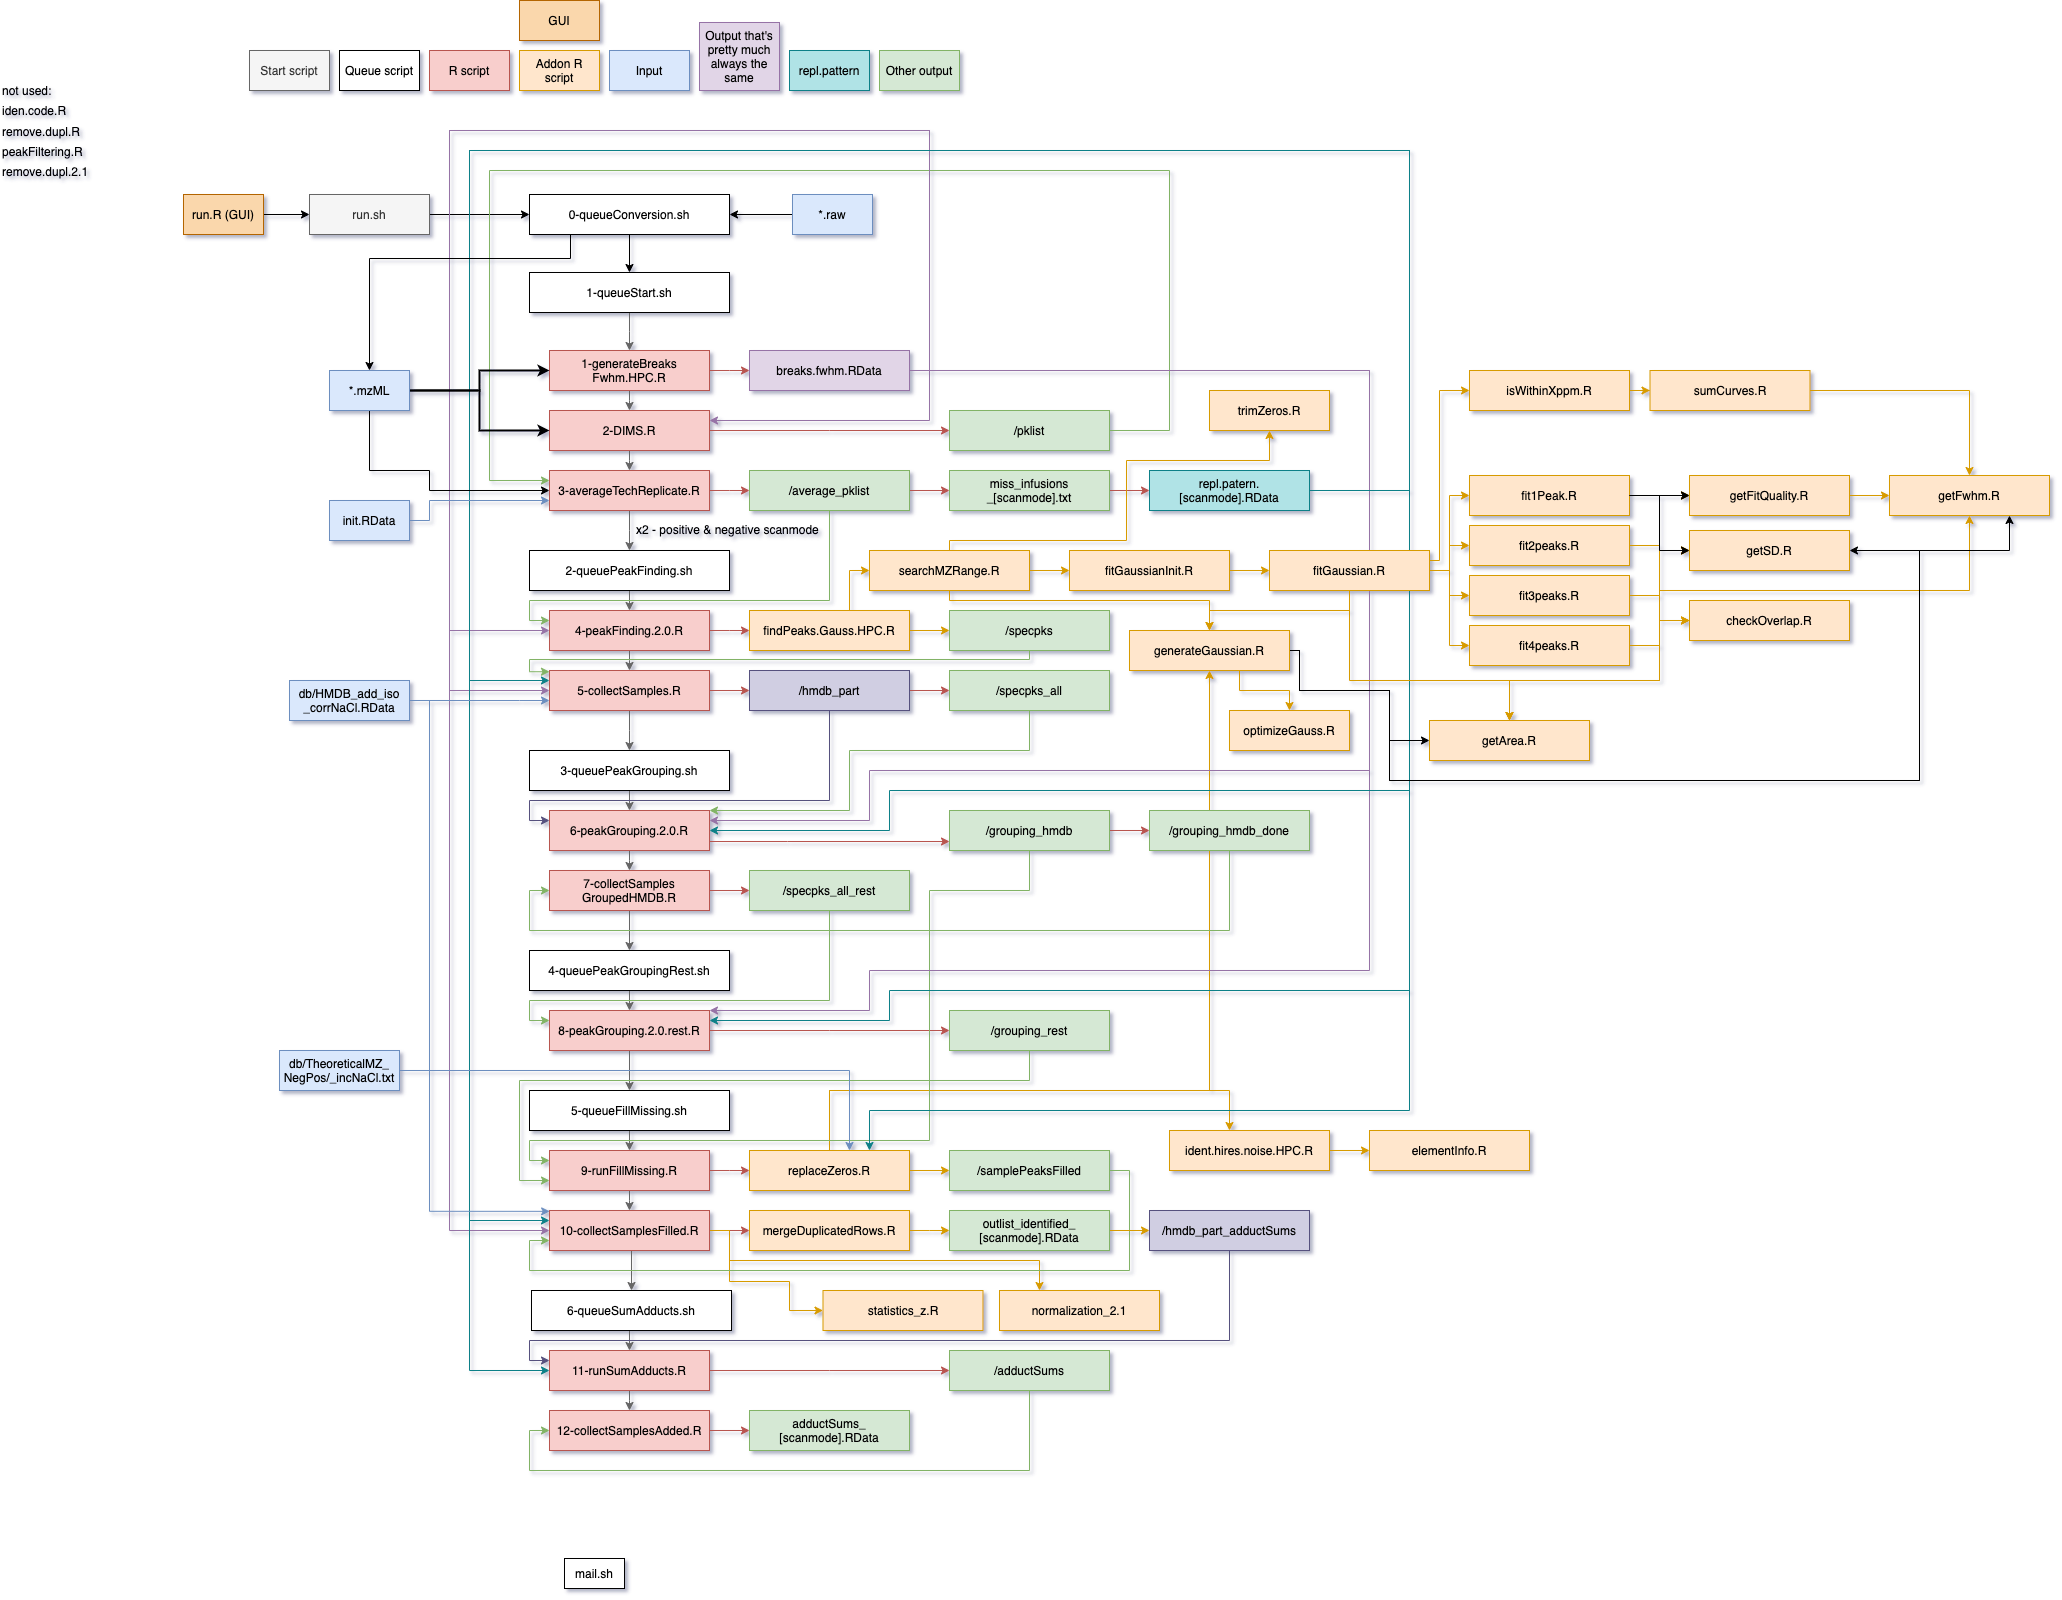 GUI
Start script
Queue script
R script
Addon R
script
Input
Output that's
pretty much
always the
same
repl.pattern
Other output
not used:
iden.code.R
remove.dupl.R
peakFiltering.R
remove.dupl.2.1
run.R (GUI)
run.sh
0-queueConversion.sh
*.raw
1-queueStart.sh
*.mzML
1-generateBreaks
Fwhm.HPC.R
breaks.fwhm.RData
2-DIMS.R
/pklist
trimZeros.R
isWithinXppm.R
sumCurves.R
init.RData
3-averageTechReplicate.R
/average_pklist
miss_infusions
_[scanmode].txt
repl.patern.
[scanmode].RData
fit1Peak.R
getFitQuality.R
getFwhm.R
x2 - positive & negative scanmode
2-queuePeakFinding.sh
searchMZRange.R
fitGaussianInit.R
fitGaussian.R
fit2peaks.R
getSD.R
fit3peaks.R
checkOverlap.R
fit4peaks.R
4-peakFinding.2.0.R
findPeaks.Gauss.HPC.R
/specpks
generateGaussian.R
db/HMDB_add_iso
_corrNaCl.RData
5-collectSamples.R
/hmdb_part
/specpks_all
optimizeGauss.R
getArea.R
3-queuePeakGrouping.sh
6-peakGrouping.2.0.R
/grouping_hmdb
/grouping_hmdb_done
7-collectSamples
GroupedHMDB.R
/specpks_all_rest
4-queuePeakGroupingRest.sh
8-peakGrouping.2.0.rest.R
/grouping_rest
db/TheoreticalMZ_
NegPos/_incNaCl.txt
5-queueFillMissing.sh
9-runFillMissing.R
replaceZeros.R
/samplePeaksFilled
ident.hires.noise.HPC.R
elementInfo.R
10-collectSamplesFilled.R
mergeDuplicatedRows.R
outlist_identified_
[scanmode].RData
/hmdb_part_adductSums
6-queueSumAdducts.sh
statistics_z.R
normalization_2.1
11-runSumAdducts.R
/adductSums
12-collectSamplesAdded.R
adductSums_
[scanmode].RData
mail.sh